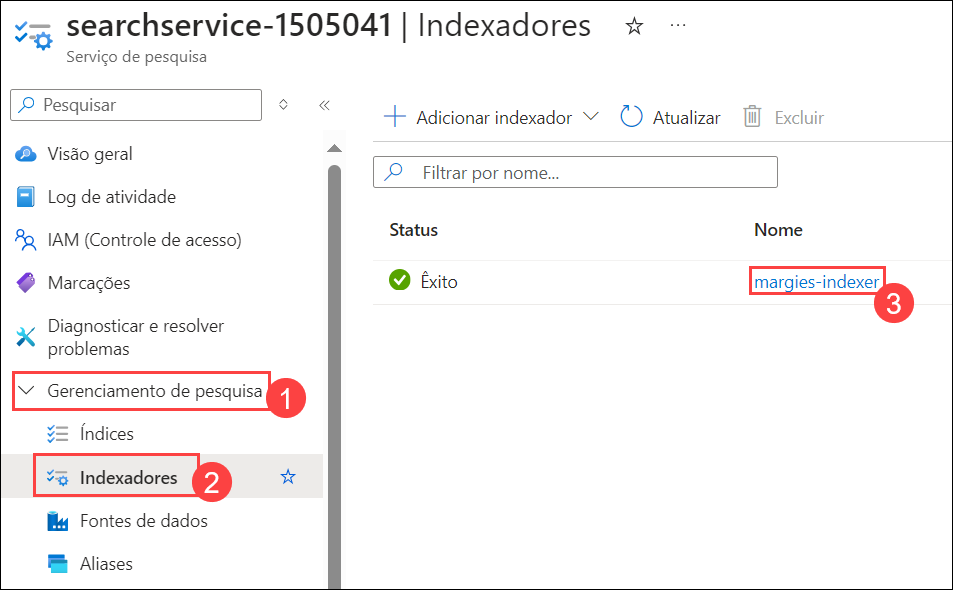 searchservice-1505041 | Indexadores
Serviço de pesquisa
Pesquisar
Visão geral
Log de atividade
IAM (Controle de acesso)
Marcações
Diagnosticar e resolver
problemas
Gerenciamento de pesquisa
1
Índices
Indexadores
2
Fontes de dados
Aliases
Adicionar indexador
Atualizar
Excluir
Filtrar por nome...
Status
Nome
Êxito
margies-indexer
3